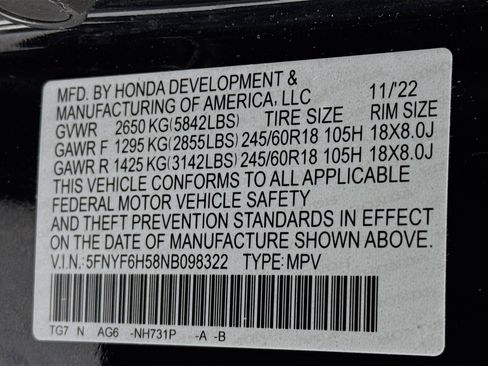 MFD. BY HONDA DEVELOPMENT &
MANUFACTURING OF AMERICA, LLC 11/'22
GVWR 2650 KG(5842LBS) TIRE SIZE RIM SIZE
GAWR F 1295 KG(2855LBS) 245/60R18 105H 18X8.0J
GAWR R 1425 KG(3142LBS) 245/60R18 105H 18X8.0J
THIS VEHICLE CONFORMS TO ALL APPLICABLE
FEDERAL MOTOR VEHICLE SAFETY
AND THEFT PREVENTION STANDARDS IN EFFECT
ON THE DATE OF MANUFACTURE SHOWN ABOVE.
V.I.N.: 5FNYF6H58NB098322 TYPE: MPV
TG7 N AG6 -NH731P -A -B